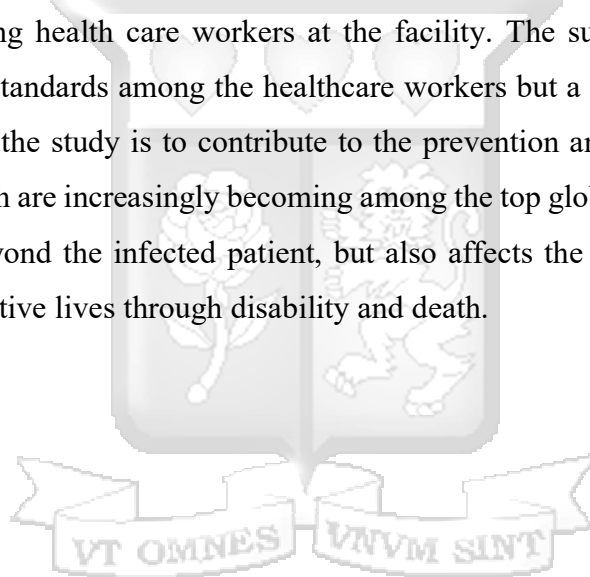 ng health care workers at the facility. The su
tandards among the healthcare workers but a
the study is to contribute to the prevention an
h are increasingly becoming among the top glob
yond the infected patient, but also affects the
tive lives through disability and death.
VT OMNES VNVM SINT